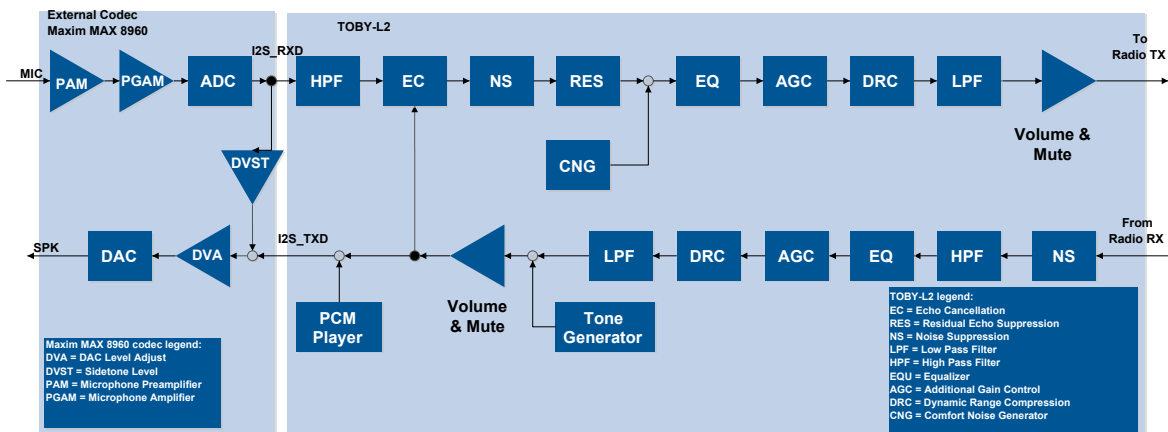 External Codec
Maxim MAX 8960
TOBY-L2
I2S_RXD
To
Radio TX
MIC
PAM
PGAM
ADC
HPF
EC
NS
RES
EQ
AGC
DRC
LPF
Volume &
Mute
DVST
CNG
From
Radio RX
I2S_TXD
SPK
DAC
DVA
LPF
DRC
AGC
EQ
HPF
NS
Volume
& Mute
PCM
Player
Tone
Generator
Maxim MAX 8960 codec legend:
DVA = DAC Level Adjust
DVST = Sidetone Level
PAM = Microphone Preamplifier
PGAM = Microphone Amplifier
TOBY-L2 legend:
EC = Echo Cancellation
RES = Residual Echo Suppression
NS = Noise Suppression
LPF = Low Pass Filter
HPF = High Pass Filter
EQU = Equalizer
AGC = Additional Gain Control
DRC = Dynamic Range Compression
CNG = Comfort Noise Generator